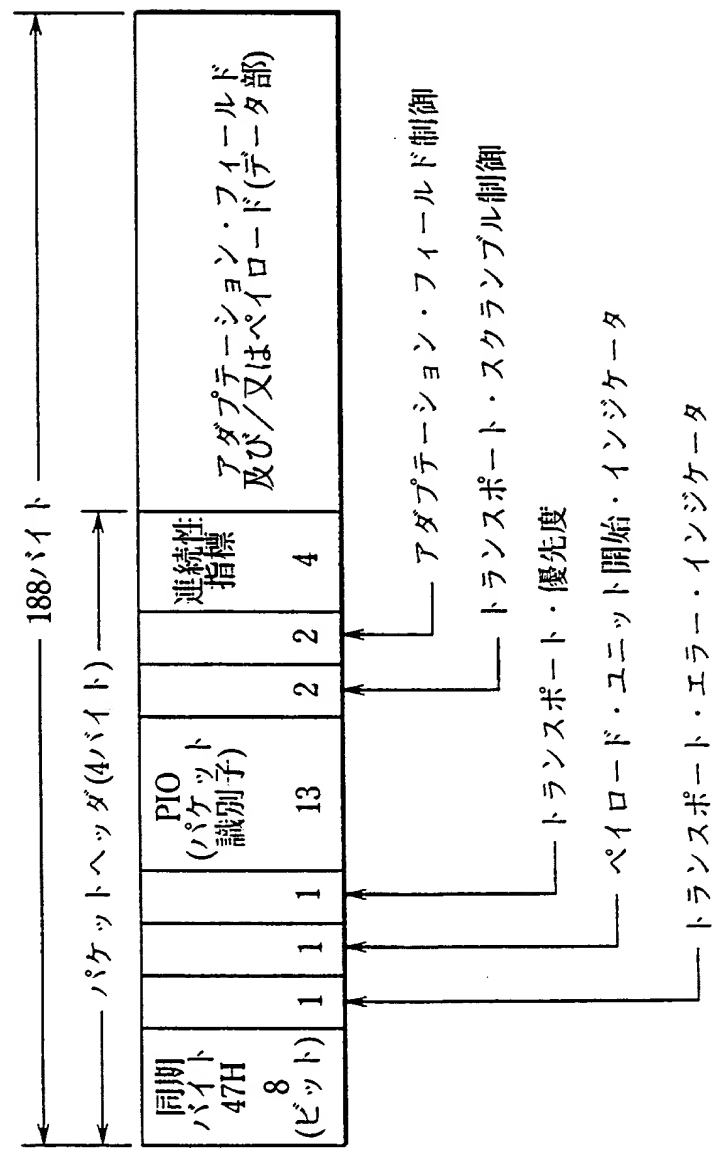 188バイト
パケットヘッダ(4バイト)
同期
バイト
47H
8
(ビット)
1
1
1
PIO
(パケット
識別子)
13
2
2
連続性
指標
4
アダプテーション・フィールド
及び／又はペイロード(データ部)
アダプテーション・フィールド制御
トランスポート・スクランブル制御
トランスポート・優先度
ペイロード・ユニット開始・インジケータ
トランスポート・エラー・インジケータ